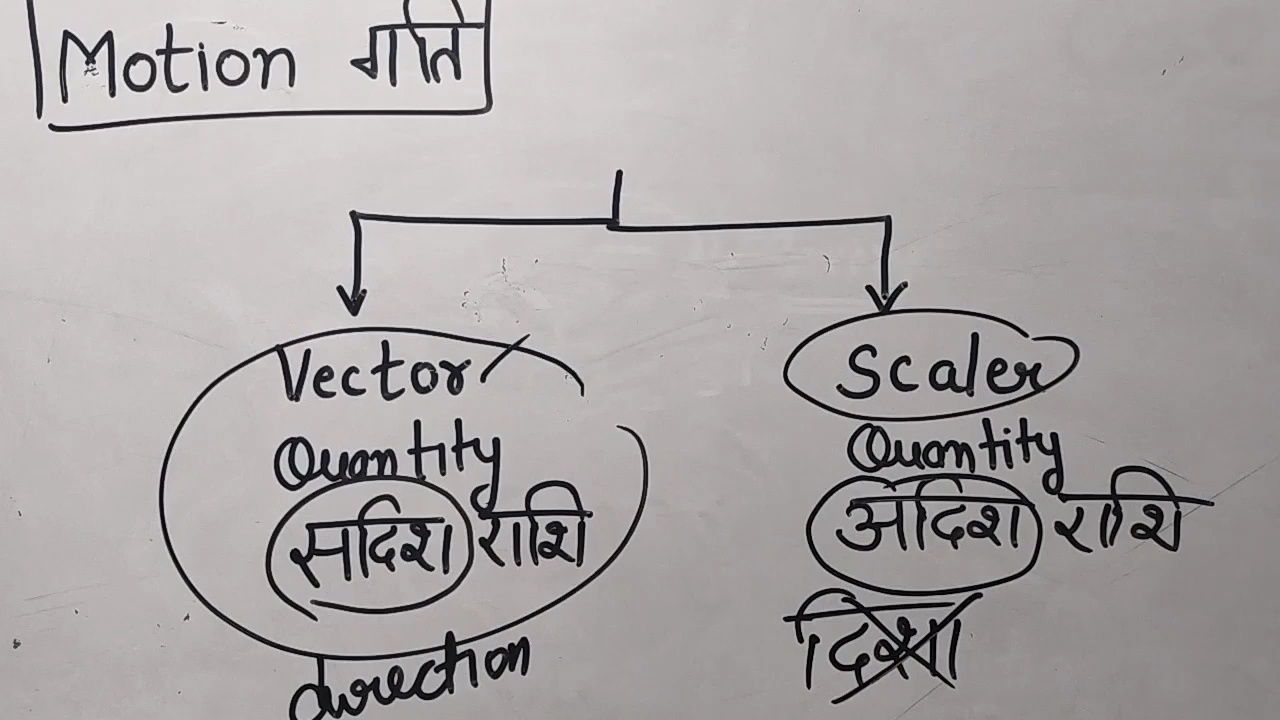 Motion गति
Vector
Quantity
सदिश राशि
direction
Scaler
Quantity
अदिश राशि
दिशा